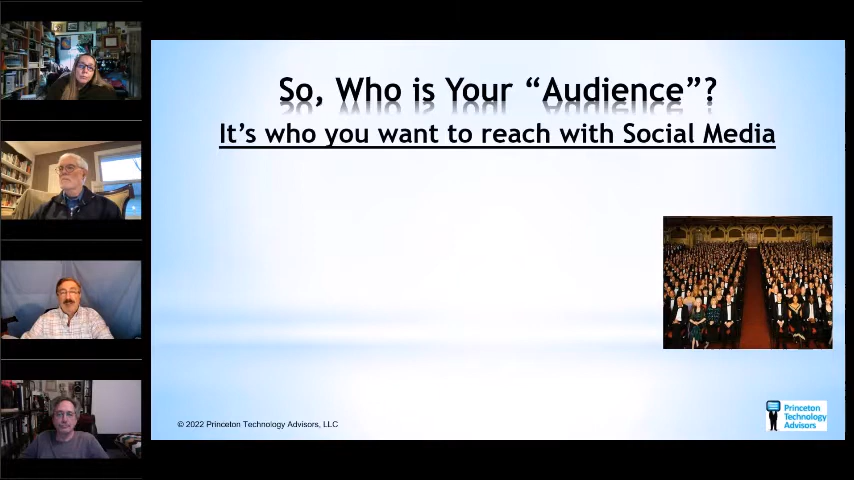 So, Who is Your “Audience”?
It’s who you want to reach with Social Media
© 2022 Princeton Technology Advisors, LLC
Princeton
Technology
Advisors